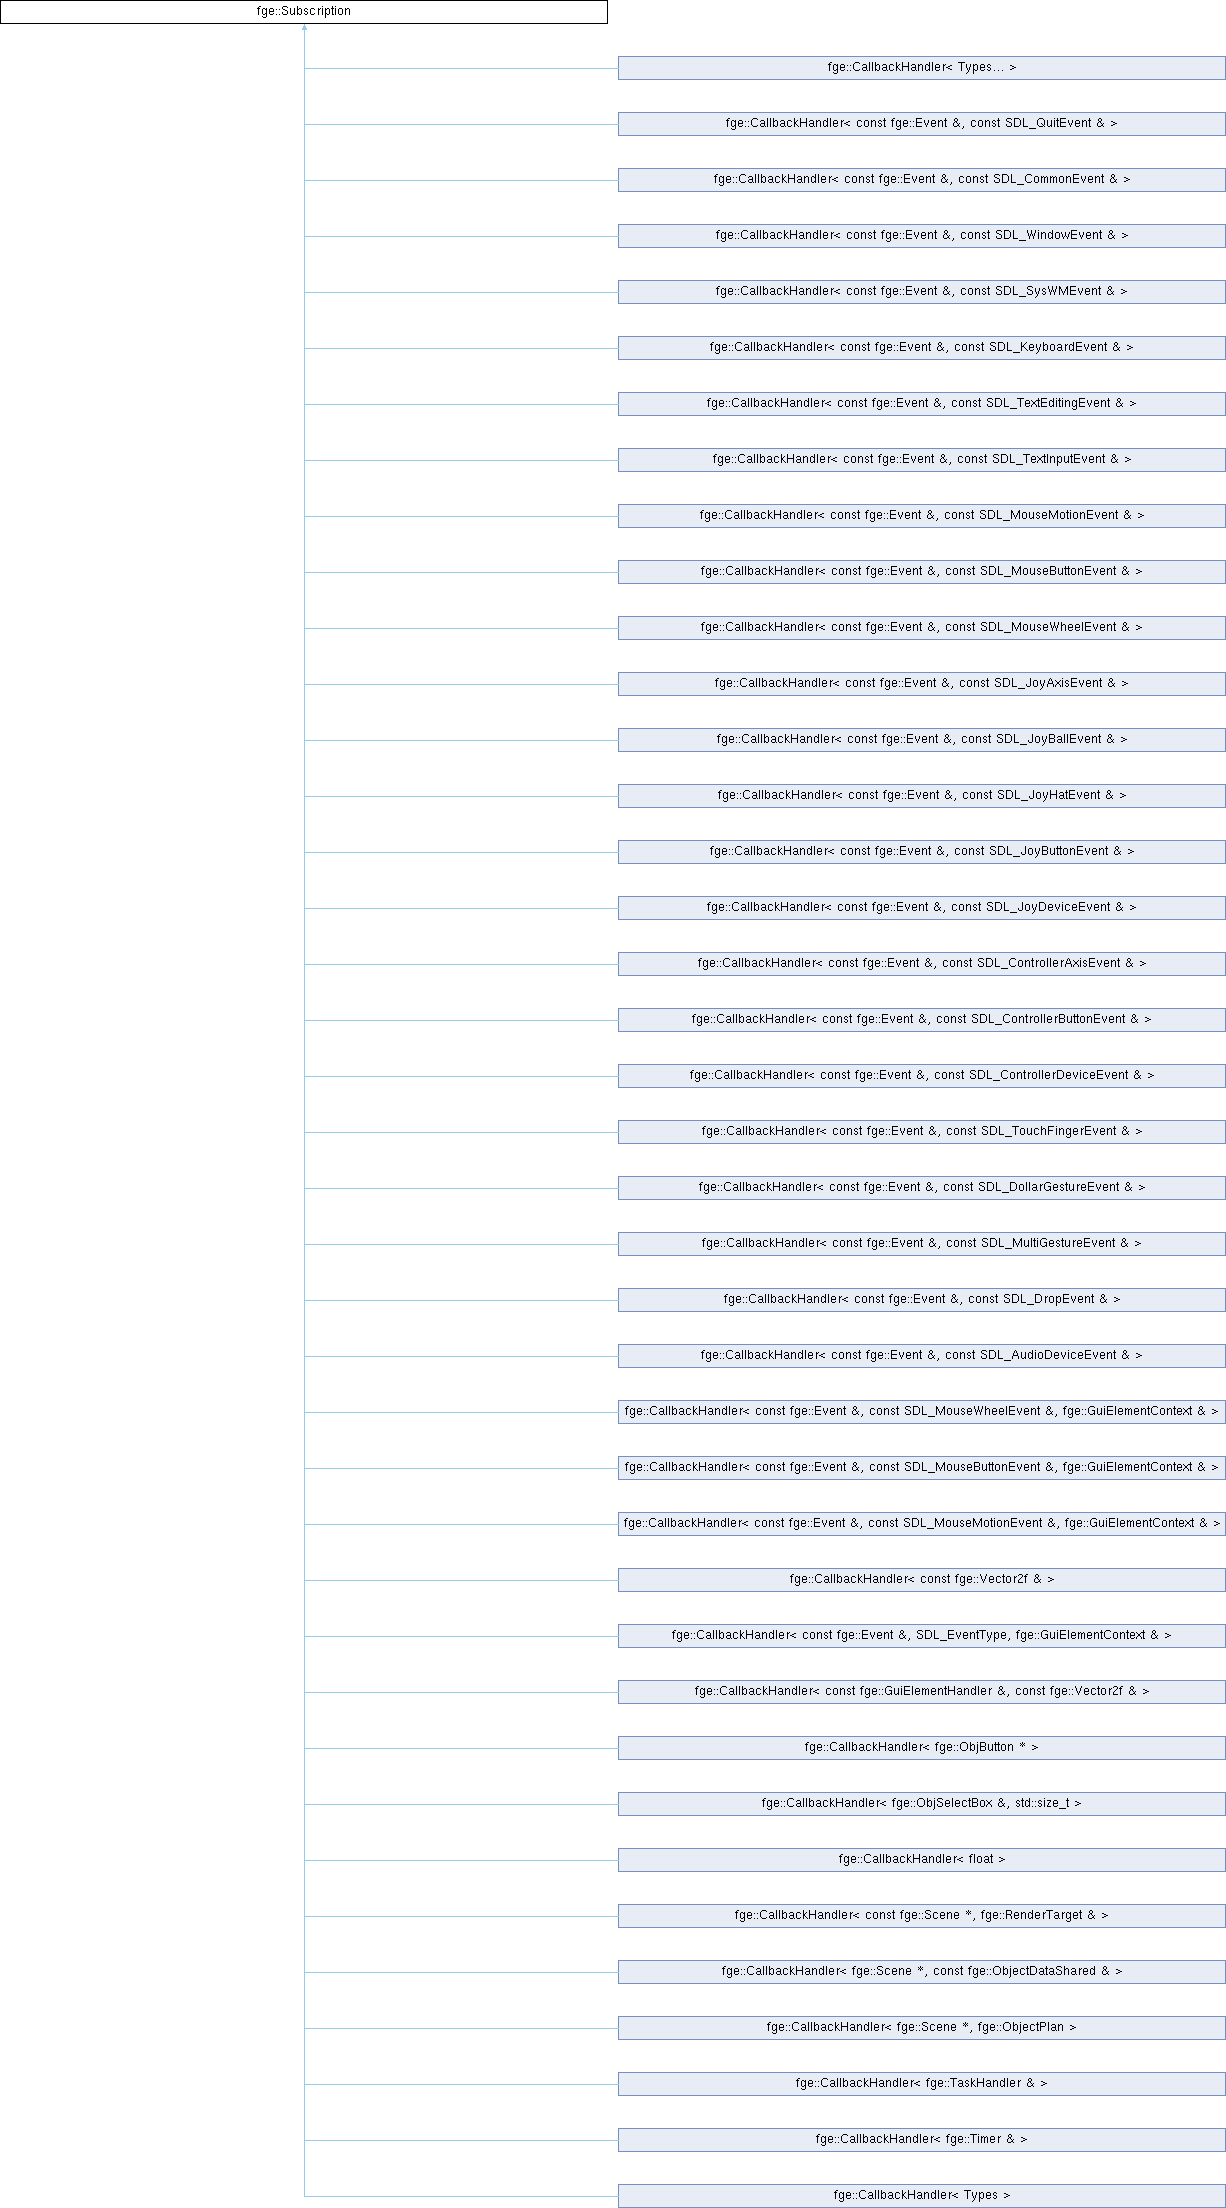 fge::Subscription
fge::CallbackHandler< Types... >
fge::CallbackHandler< const fge::Event &, const SDL_QuitEvent & >
fge::CallbackHandler< const fge::Event &, const SDL_CommonEvent & >
fge::CallbackHandler< const fge::Event &, const SDL_WindowEvent & >
fge::CallbackHandler< const fge::Event &, const SDL_SysWMEvent & >
fge::CallbackHandler< const fge::Event &, const SDL_KeyboardEvent & >
fge::CallbackHandler< const fge::Event &, const SDL_TextEditingEvent & >
fge::CallbackHandler< const fge::Event &, const SDL_TextInputEvent & >
fge::CallbackHandler< const fge::Event &, const SDL_MouseMotionEvent & >
fge::CallbackHandler< const fge::Event &, const SDL_MouseButtonEvent & >
fge::CallbackHandler< const fge::Event &, const SDL_MouseWheelEvent & >
fge::CallbackHandler< const fge::Event &, const SDL_JoyAxisEvent & >
fge::CallbackHandler< const fge::Event &, const SDL_JoyBallEvent & >
fge::CallbackHandler< const fge::Event &, const SDL_JoyHatEvent & >
fge::CallbackHandler< const fge::Event &, const SDL_JoyButtonEvent & >
fge::CallbackHandler< const fge::Event &, const SDL_JoyDeviceEvent & >
fge::CallbackHandler< const fge::Event &, const SDL_ControllerAxisEvent & >
fge::CallbackHandler< const fge::Event &, const SDL_ControllerButtonEvent & >
fge::CallbackHandler< const fge::Event &, const SDL_ControllerDeviceEvent & >
fge::CallbackHandler< const fge::Event &, const SDL_TouchFingerEvent & >
fge::CallbackHandler< const fge::Event &, const SDL_DollarGestureEvent & >
fge::CallbackHandler< const fge::Event &, const SDL_MultiGestureEvent & >
fge::CallbackHandler< const fge::Event &, const SDL_DropEvent & >
fge::CallbackHandler< const fge::Event &, const SDL_AudioDeviceEvent & >
fge::CallbackHandler< const fge::Event &, const SDL_MouseWheelEvent &, fge::GuiElementContext & >
fge::CallbackHandler< const fge::Event &, const SDL_MouseButtonEvent &, fge::GuiElementContext & >
fge::CallbackHandler< const fge::Event &, const SDL_MouseMotionEvent &, fge::GuiElementContext & >
fge::CallbackHandler< const fge::Vector2f & >
fge::CallbackHandler< const fge::Event &, SDL_EventType, fge::GuiElementContext & >
fge::CallbackHandler< const fge::GuiElementHandler &, const fge::Vector2f & >
fge::CallbackHandler< fge::ObjButton * >
fge::CallbackHandler< fge::ObjSelectBox &, std::size_t >
fge::CallbackHandler< float >
fge::CallbackHandler< const fge::Scene *, fge::RenderTarget & >
fge::CallbackHandler< fge::Scene *, const fge::ObjectDataShared & >
fge::CallbackHandler< fge::Scene *, fge::ObjectPlan >
fge::CallbackHandler< fge::TaskHandler & >
fge::CallbackHandler< fge::Timer & >
fge::CallbackHandler< Types >